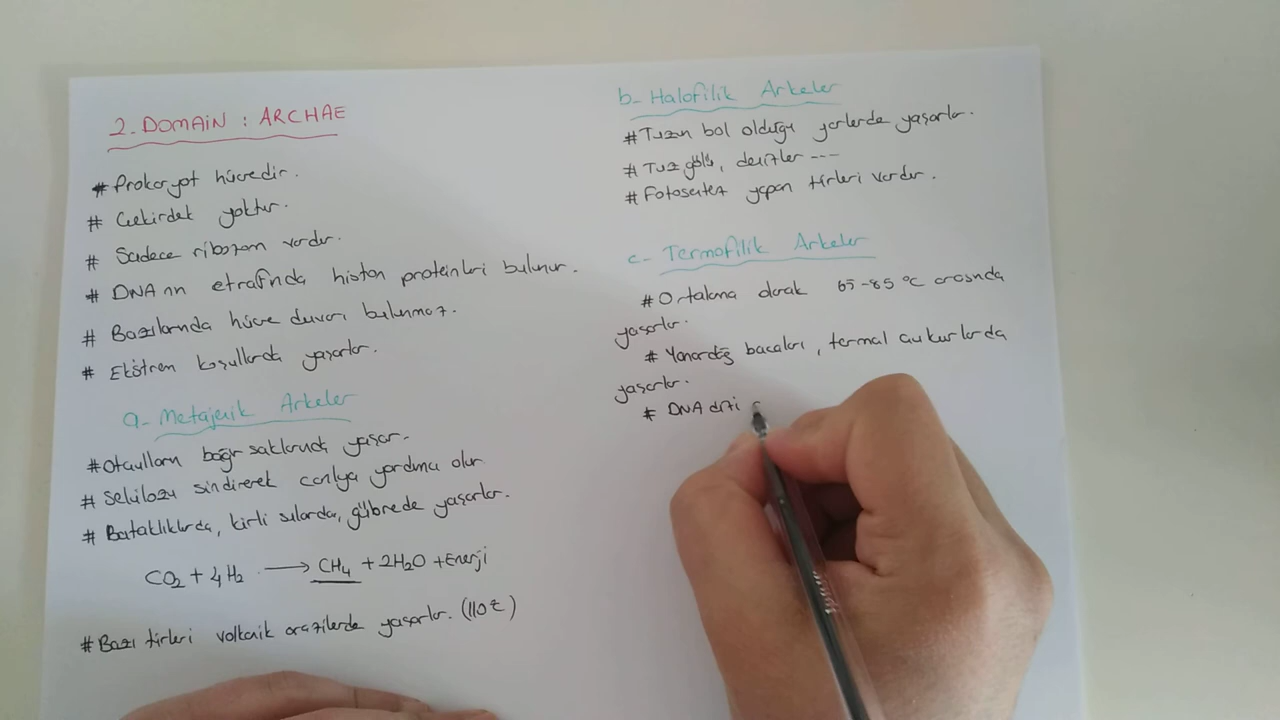 2. DOMAIN : ARCHAE
# Prokaryot hücredir.
# Çekirdek yoktur.
# Sadece ribozom vardır.
# DNA nın etrafında histon proteinleri bulunur.
# Bazılarında hücre duvarı bulunmaz.
# Ekstrem koşullarda yaşarlar.
a- Metajenik Arkeler
# Otçulların bağırsaklarında yaşar.
# Selülozu sindirerek canlıya yardımcı olur
# Bataklıklarda, kirli sularda, gübrede yaşarlar.
CO2 + 4H2 → CH4 + 2H2O + Enerji
# Bazı türleri volkaik arazilerde yaşarlar. (110 )
b- Halofilik Arkeler
# Tuzun bol olduğu yerlerde yaşarlar.
# Tuz gölü, denizler ---
# Fotosentez yapan türleri vardır.
c- Termofilik Arkeler
# Ortalama olarak 65-85 °C arasında
yaşarlar.
# Yanardağ bacaları, termal çukurlarda
yaşarlar.
# DNA dizi